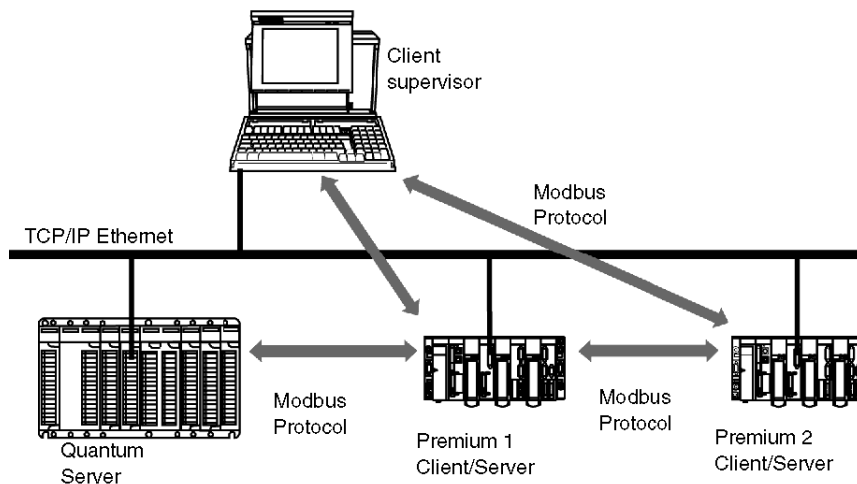 Client
supervisor
Modbus
Protocol
TCP/IP Ethernet
Modbus
Protocol
Modbus
Protocol
Quantum
Server
Premium 1
Client/Server
Premium 2
Client/Server